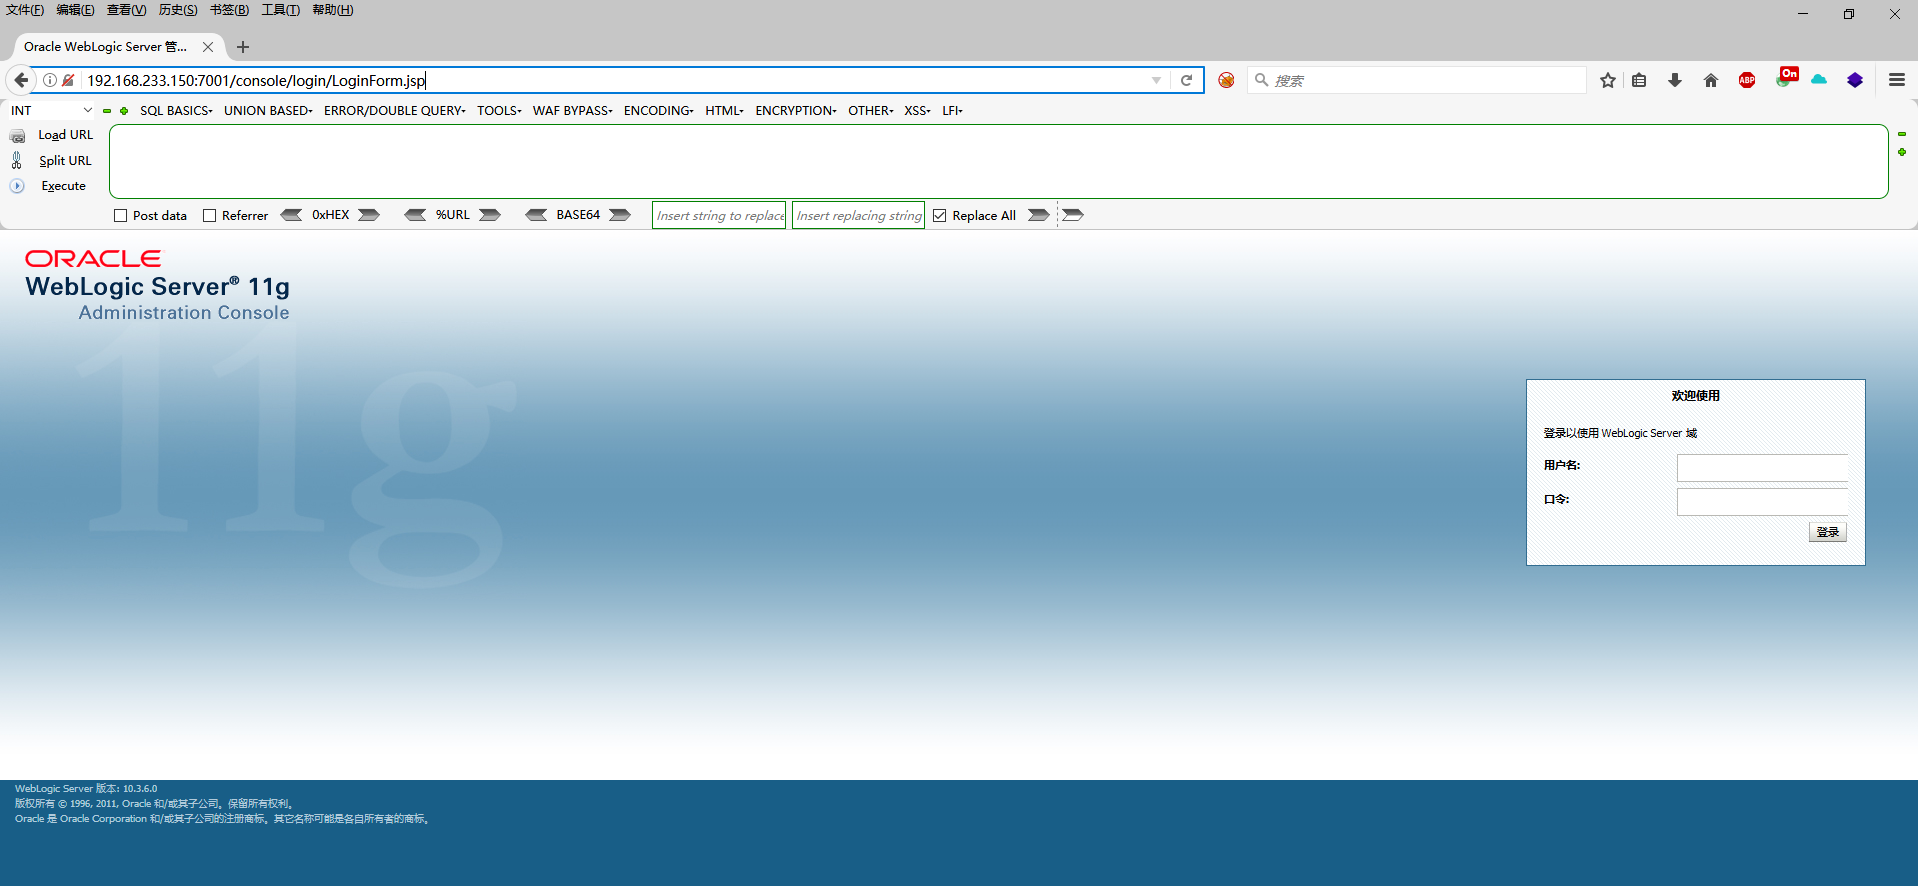 文件(F) 编辑(E) 查看(V) 历史(S) 书签(B) 工具(T) 帮助(H)
Oracle WebLogic Server 管...
192.168.233.150:7001/console/login/LoginForm.jsp
搜索
ABP
On
INT
SQL BASICS UNION BASED ERROR/DOUBLE QUERY TOOLS WAF BYPASS ENCODING HTML ENCRYPTION OTHER XSS LFI
Load URL
Split URL
Execute
Post data Referrer 0xHEX %URL BASE64 Insert string to replace Insert replacing string Replace All
ORACLE
WebLogic Server® 11g
Administration Console
11g
欢迎使用
登录以使用 WebLogic Server 域
用户名:
口令:
登录
WebLogic Server 版本: 10.3.6.0
版权所有 © 1996, 2011, Oracle 和/或其子公司。保留所有权利。
Oracle 是 Oracle Corporation 和/或其子公司的注册商标。其它名称可能是各自所有者的商标。